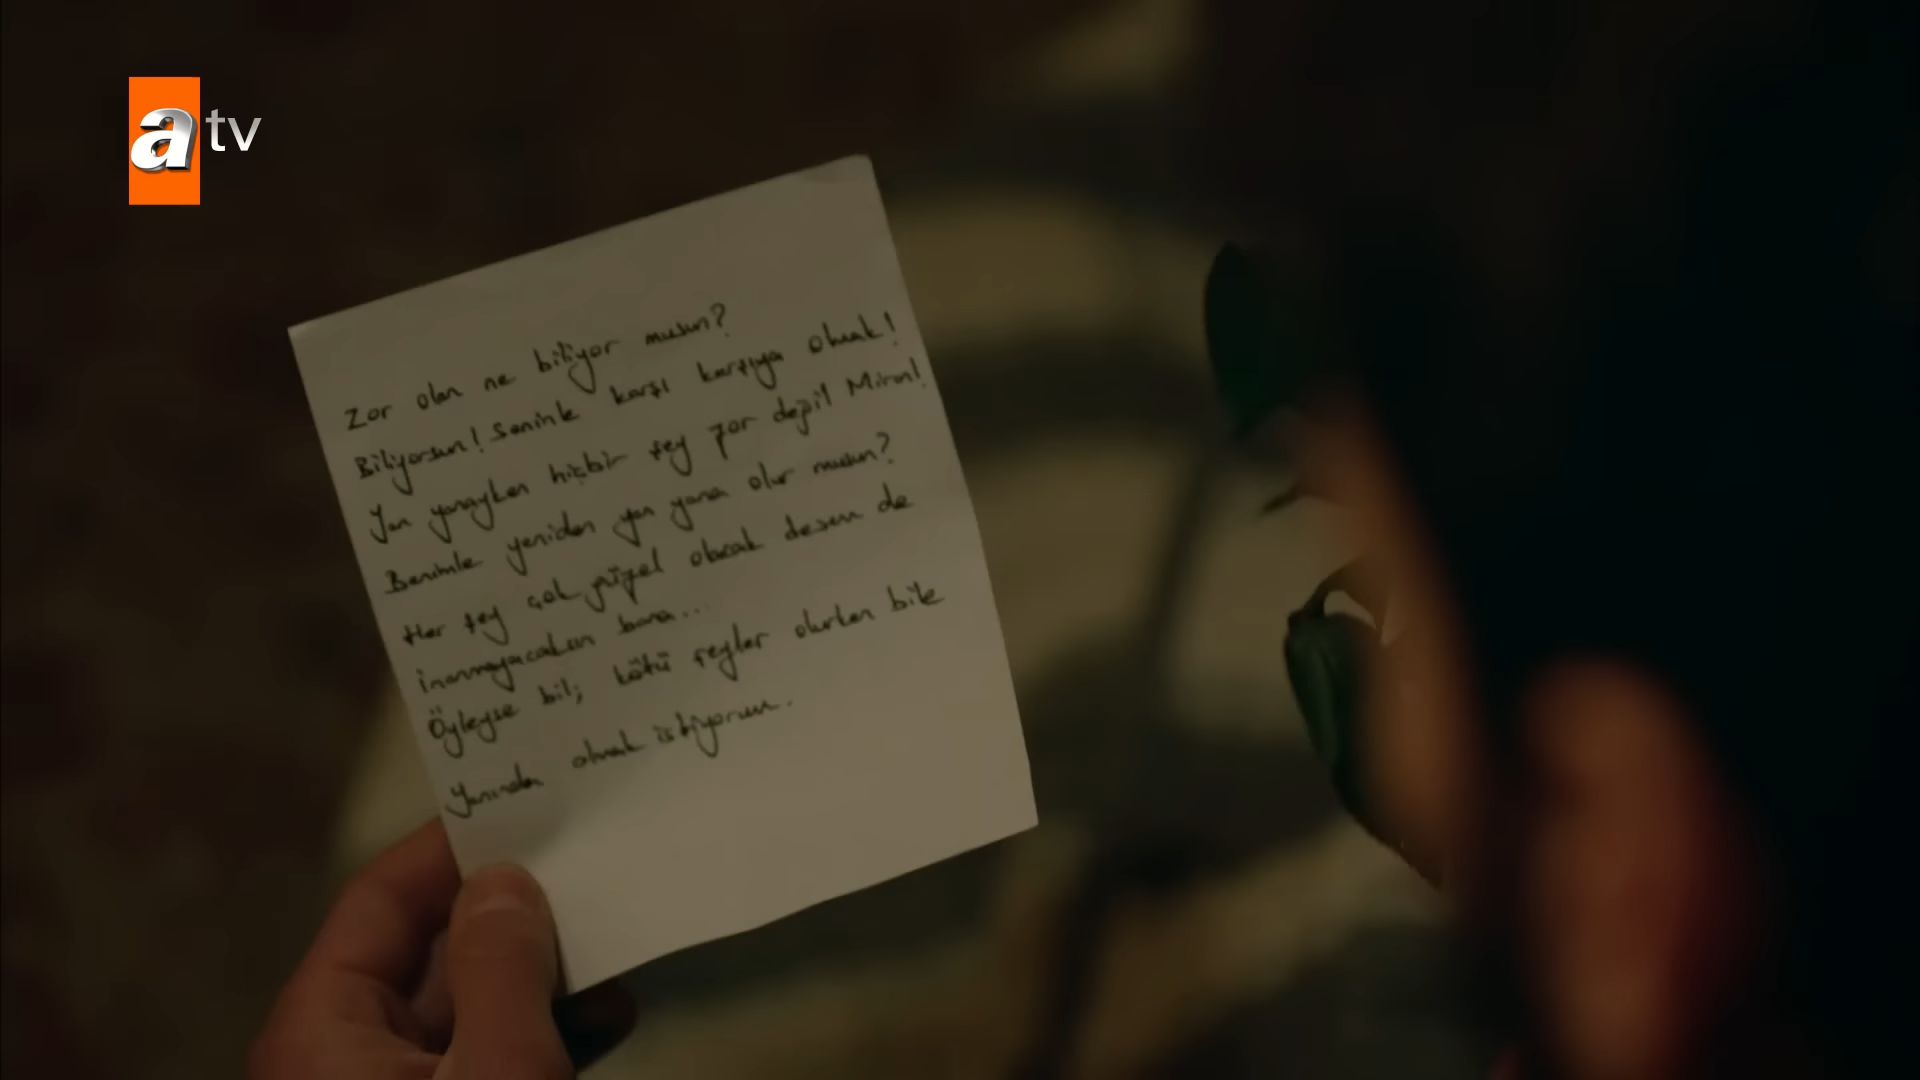 atv
Zor olan ne biliyor musun?
Biliyorsun! Seninle karşı karşıya olmak!
Yan yanayken hiçbir şey zor değil Miran!
Benimle yeniden yan yana olur musun?
Her şey çok güzel olacak desem de
inanmayacaksın bana...
Öyleyse bil; kötü şeyler olurken bile
Yanında olmak istiyorum.